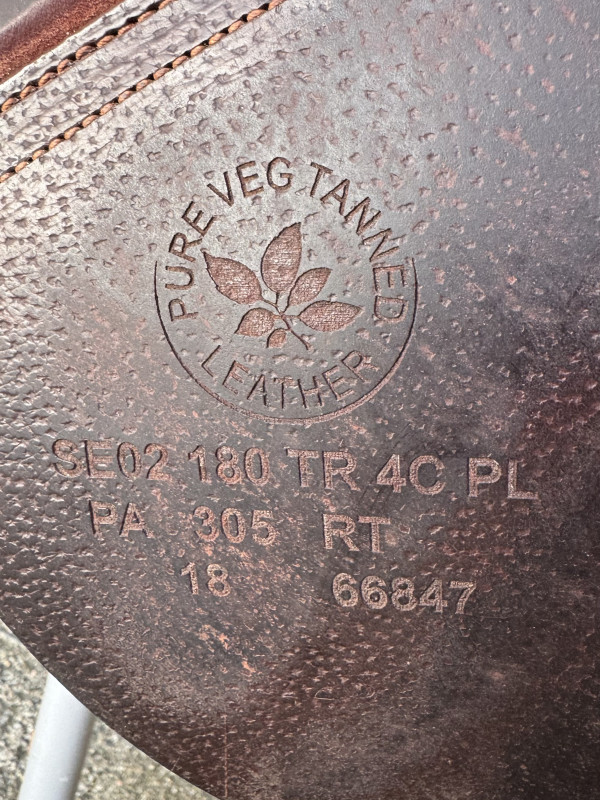 PURE VEG TANNED
LEATHER
SE02 180 TR 4C PL
PA 305 RT
18 66847